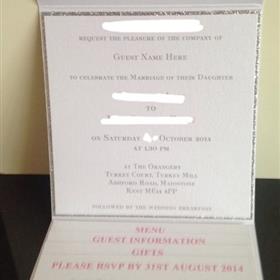 REQUEST THE PLEASURE OF THE COMPANY OF
GUEST NAME HERE
TO CELEBRATE THE MARRIAGE OF THEIR DAUGHTER
TO
ON SATURDAY OCTOBER 2014
AT 1.30 PM
AT THE ORANGERY
TURKEY COURT, TURKEY MILL
ASHFORD ROAD, MAIDSTONE
KENT ME14 5PP
FOLLOWED BY THE WEDDING BREAKFAST
MENU
GUEST INFORMATION
GIFTS
PLEASE RSVP BY 31ST AUGUST 2014